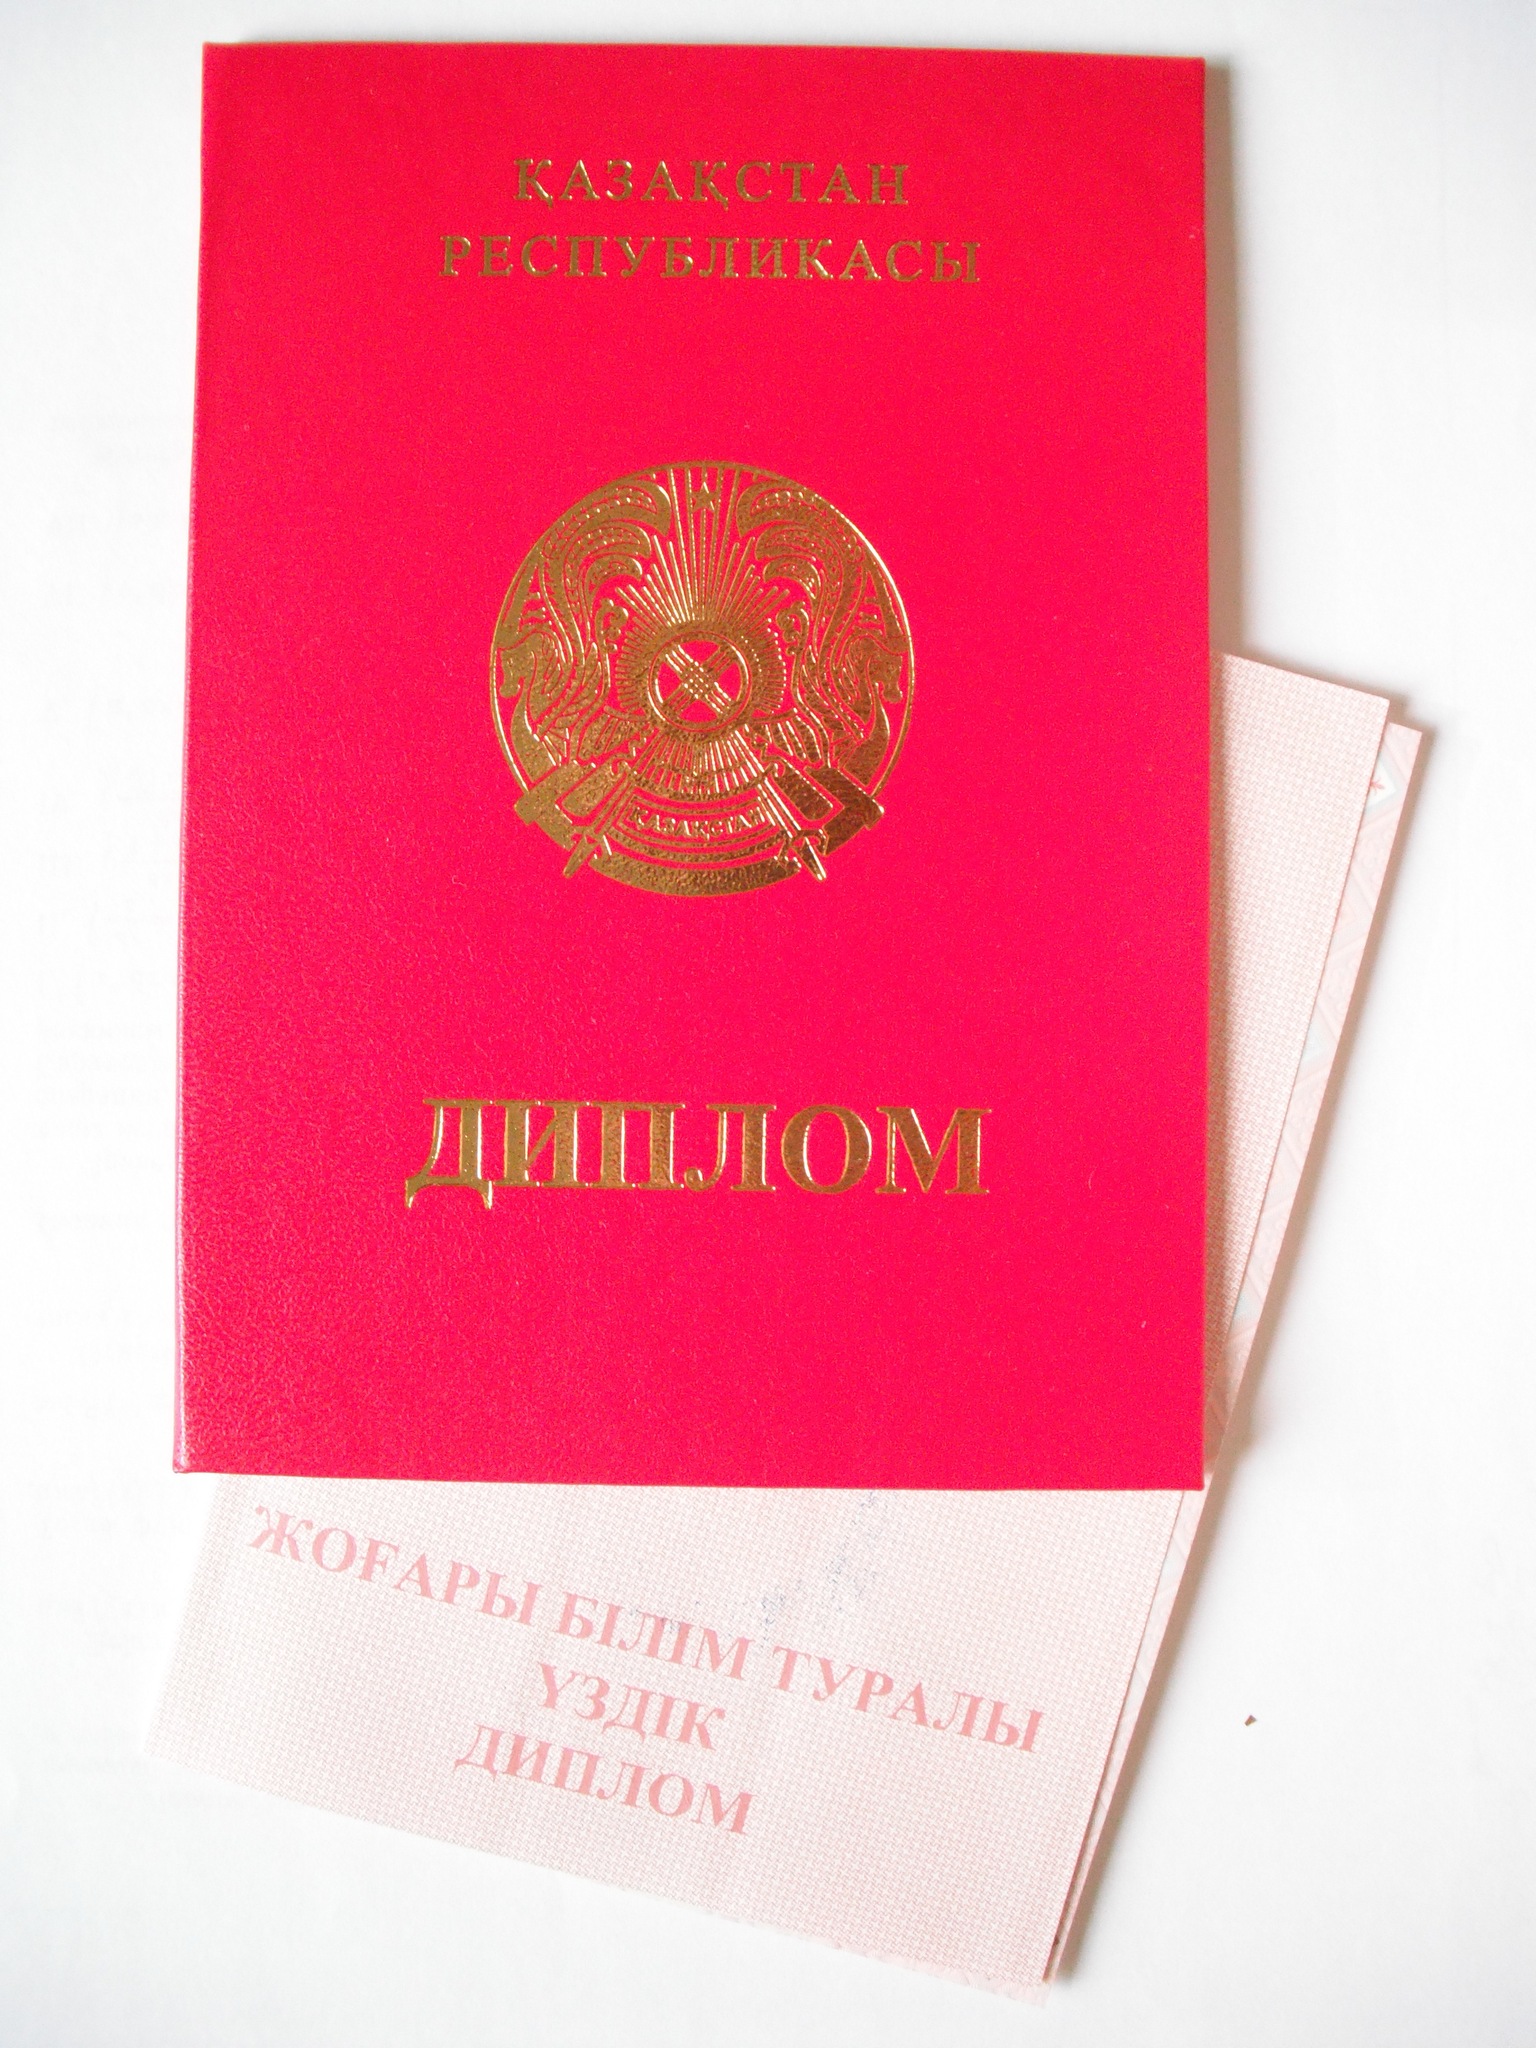 ҚАЗАҚСТАН
РЕСПУБЛИКАСЫ
ҚАЗАҚСТАН
ДИПЛОМ
ЖОҒАРЫ БІЛІМ ТУРАЛЫ
ҮЗДІК
ДИПЛОМ